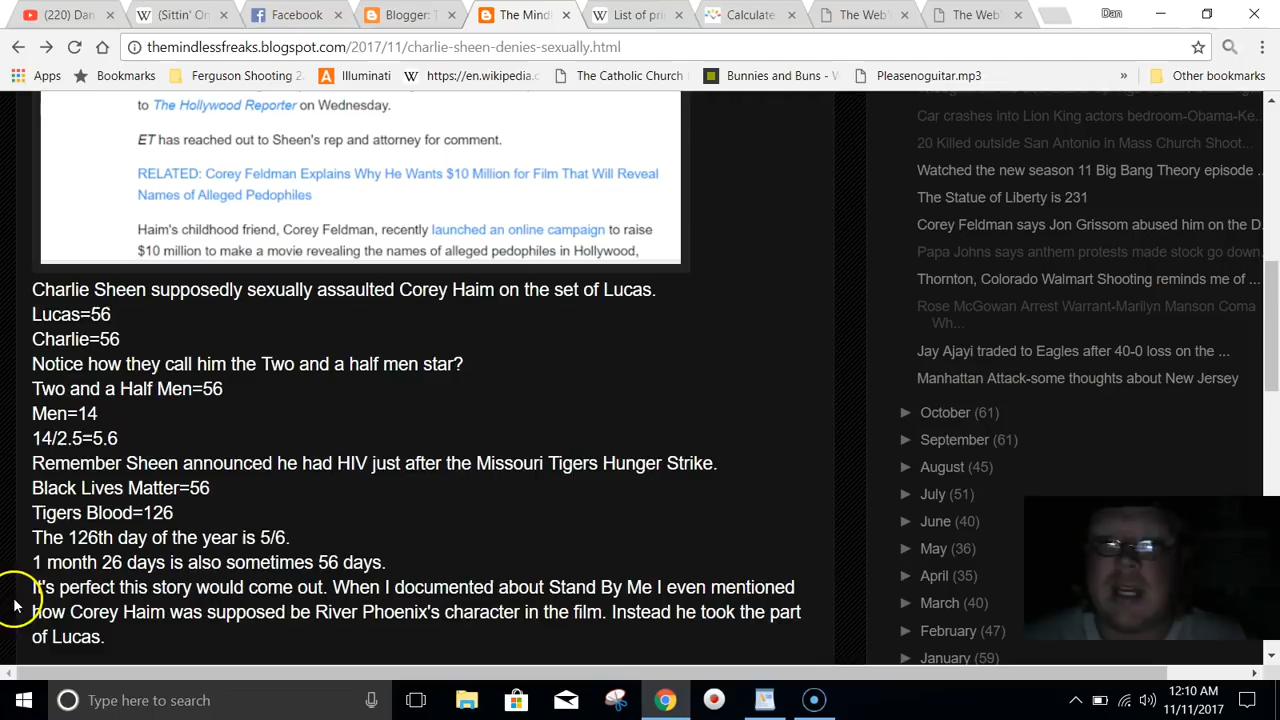 (220) Dan
(Sittin' On
Facebook
Blogger: T
The Mindl
List of pri
Calculate
The Web'
The Web'
Dan
themindlessfreaks.blogspot.com/2017/11/charlie-sheen-denies-sexually.html
Apps
Bookmarks
Ferguson Shooting 2
Illuminati
https://en.wikipedia.
The Catholic Church
Bunnies and Buns - W
Pleasenoguitar.mp3
»
Other bookmarks
to The Hollywood Reporter on Wednesday.
ET has reached out to Sheen's rep and attorney for comment.
RELATED: Corey Feldman Explains Why He Wants $10 Million for Film That Will Reveal
Names of Alleged Pedophiles
Haim's childhood friend, Corey Feldman, recently launched an online campaign to raise
$10 million to make a movie revealing the names of alleged pedophiles in Hollywood,
Charlie Sheen supposedly sexually assaulted Corey Haim on the set of Lucas.
Lucas=56
Charlie=56
Notice how they call him the Two and a half men star?
Two and a Half Men=56
Men=14
14/2.5=5.6
Remember Sheen announced he had HIV just after the Missouri Tigers Hunger Strike.
Black Lives Matter=56
Tigers Blood=126
The 126th day of the year is 5/6.
1 month 26 days is also sometimes 56 days.
It's perfect this story would come out. When I documented about Stand By Me I even mentioned
how Corey Haim was supposed be River Phoenix's character in the film. Instead he took the part
of Lucas.
Car crashes into Lion King actors bedroom-Obama-Ke...
20 Killed outside San Antonio in Mass Church Shoot...
Watched the new season 11 Big Bang Theory episode ...
The Statue of Liberty is 231
Corey Feldman says Jon Grissom abused him on the D...
Papa Johns says anthem protests made stock go down...
Thornton, Colorado Walmart Shooting reminds me of ...
Rose McGowan Arrest Warrant-Marilyn Manson Coma
Wh...
Jay Ajayi traded to Eagles after 40-0 loss on the ...
Manhattan Attack-some thoughts about New Jersey
► October (61)
► September (61)
► August (45)
► July (51)
► June (40)
► May (36)
► April (35)
► March (40)
► February (47)
► January (59)
Type here to search
12:10 AM
11/11/2017